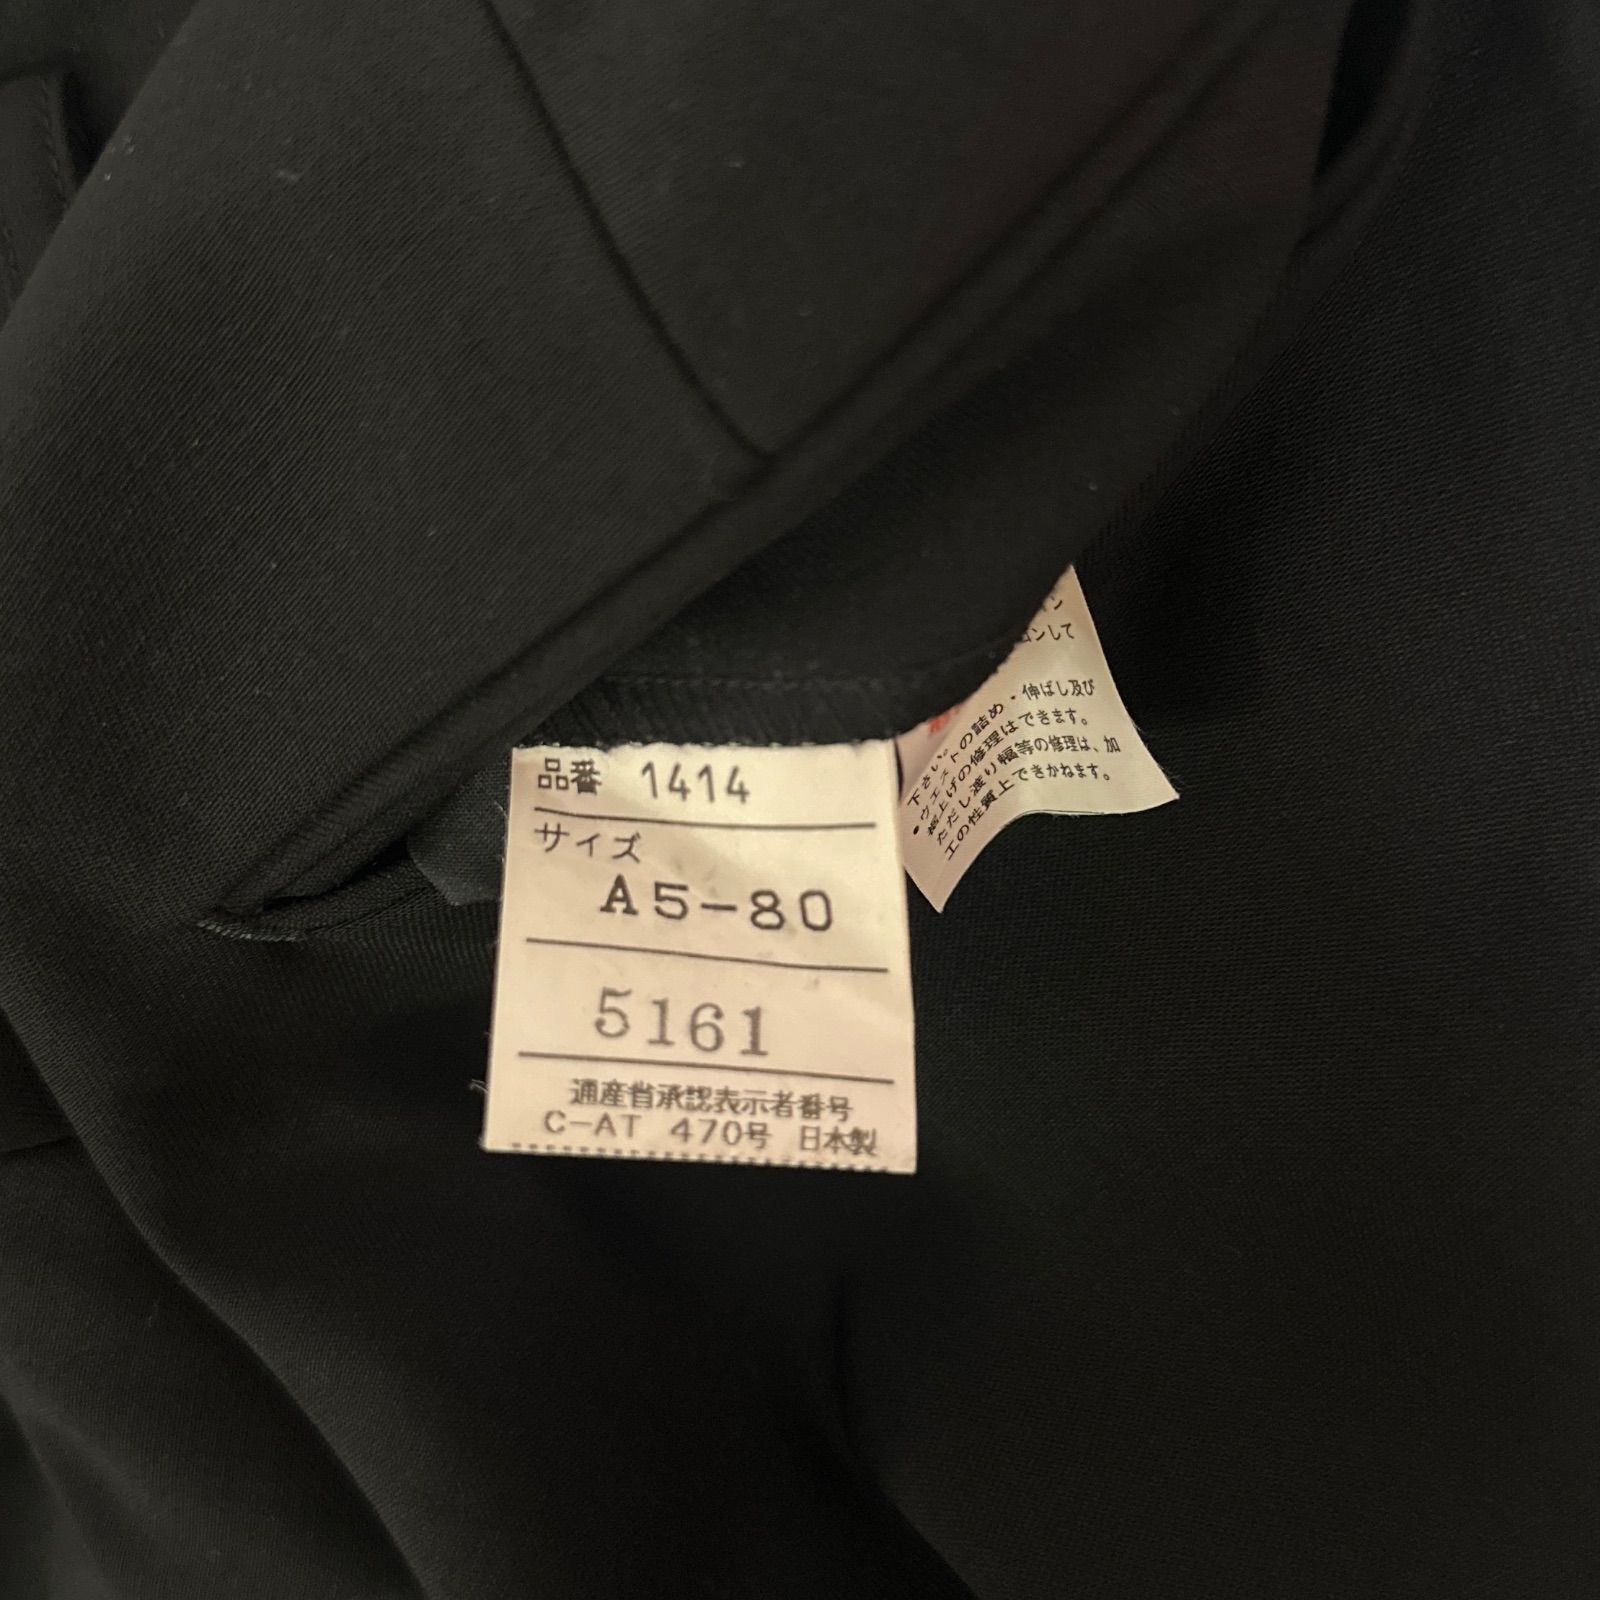 品番 1414
サイズ
A5-80
5161
通産省承認表示者番号
C-AT 470号 日本製
ロンして
下さい。
・ウエストの詰め・伸ばし及び
裾上げの修理はできます。
ただし渡り幅等の修理は、加
工の性質上できかねます。